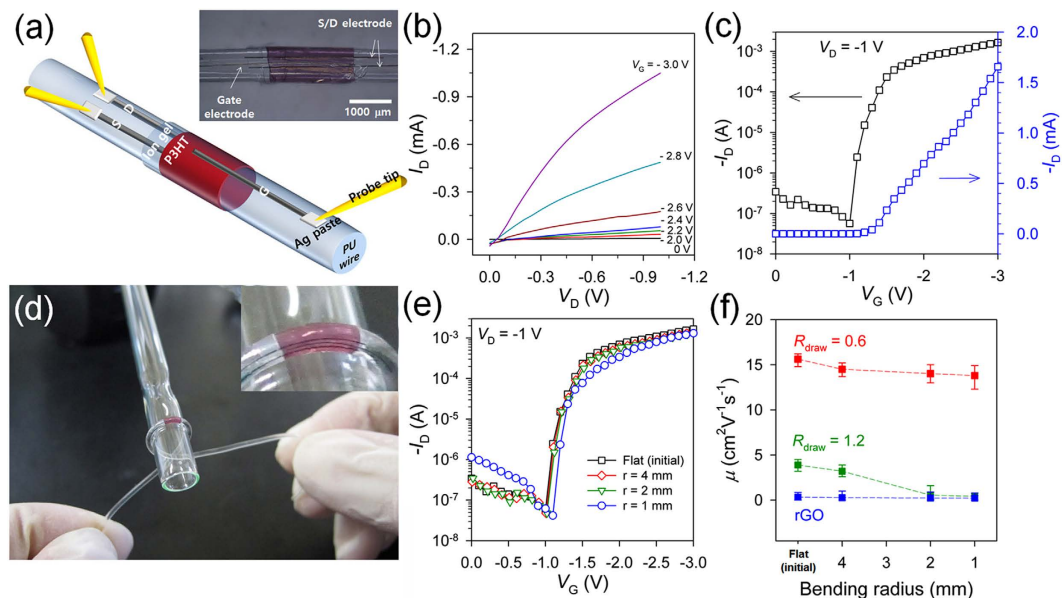 (a)
S/D electrode
Gate
electrode
1000 µm
D
S
Ion gel
P3HT
G
Probe tip
Ag paste
PU
wire
(b)
I_D (mA)
-1.2
-0.9
-0.6
-0.3
0.0
V_G = - 3.0 V
- 2.8 V
- 2.6 V
- 2.4 V
- 2.2 V
- 2.0 V
0 V
0.0 -0.3 -0.6 -0.9 -1.2
V_D (V)
(c)
V_D = -1 V
-I_D (A)
10⁻³
10⁻⁴
10⁻⁵
10⁻⁶
10⁻⁷
10⁻⁸
2.0
1.5
1.0
0.5
0.0
-I_D (mA)
0 -1 -2 -3
V_G (V)
(d)
(e)
V_D = -1 V
-I_D (A)
10⁻²
10⁻³
10⁻⁴
10⁻⁵
10⁻⁶
10⁻⁷
10⁻⁸
Flat (initial)
r = 4 mm
r = 2 mm
r = 1 mm
0.0 -0.5 -1.0 -1.5 -2.0 -2.5 -3.0
V_G (V)
(f)
µ (cm²V⁻¹s⁻¹)
20
15
10
5
0
R_draw = 0.6
R_draw = 1.2
rGO
Flat
(initial)
4 3 2 1
Bending radius (mm)